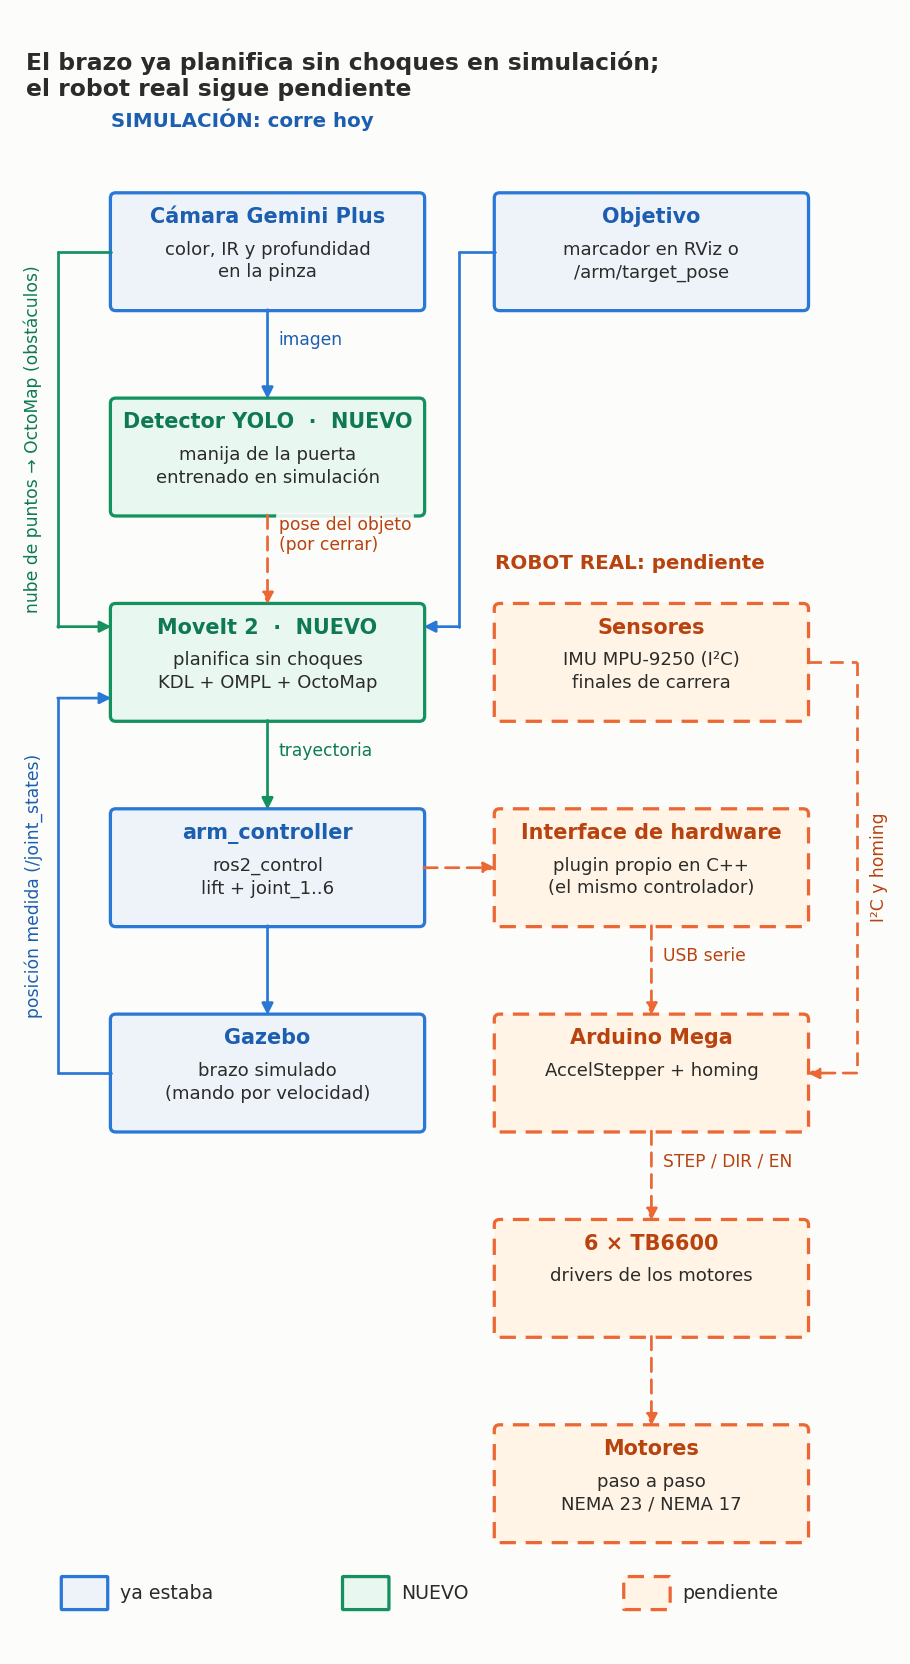 El brazo ya planifica sin choques en simulación;
el robot real sigue pendiente
SIMULACIÓN: corre hoy
Cámara Gemini Plus
color, IR y profundidad
en la pinza
Objetivo
marcador en RViz o
/arm/target_pose
nube de puntos → OctoMap (obstáculos)
imagen
Detector YOLO · NUEVO
manija de la puerta
entrenado en simulación
pose del objeto
(por cerrar)
ROBOT REAL: pendiente
MoveIt 2 · NUEVO
planifica sin choques
KDL + OMPL + OctoMap
Sensores
IMU MPU-9250 (I²C)
finales de carrera
trayectoria
posición medida (/joint_states)
arm_controller
ros2_control
lift + joint_1..6
Interface de hardware
plugin propio en C++
(el mismo controlador)
I²C y homing
USB serie
Gazebo
brazo simulado
(mando por velocidad)
Arduino Mega
AccelStepper + homing
STEP / DIR / EN
6 × TB6600
drivers de los motores
Motores
paso a paso
NEMA 23 / NEMA 17
ya estaba
NUEVO
pendiente